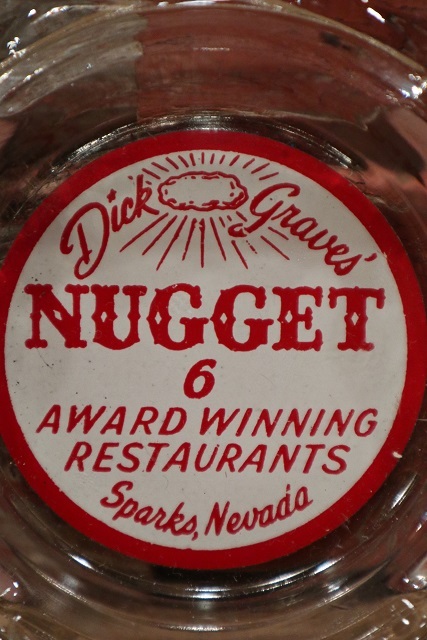 Dick Graves'
NUGGET
6
AWARD WINNING
RESTAURANTS
Sparks, Nevada